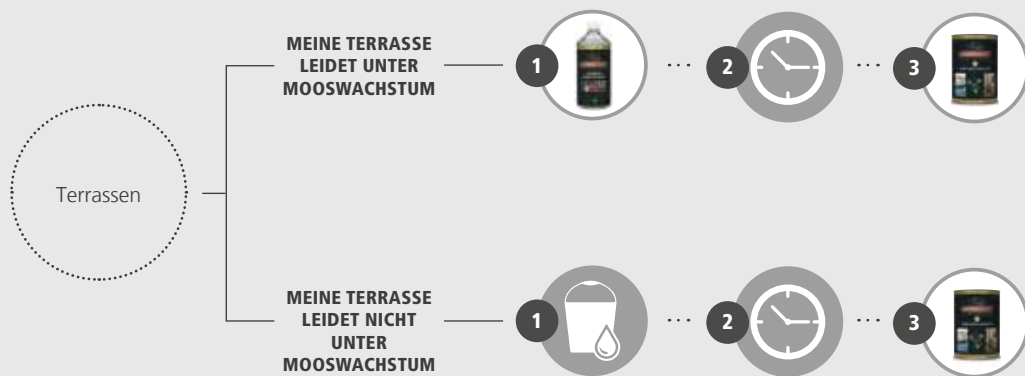 Terrassen
MEINE TERRASSE
LEIDET UNTER
MOOSWACHSTUM
1
2
3
MEINE TERRASSE
LEIDET NICHT
UNTER
MOOSWACHSTUM
1
2
3